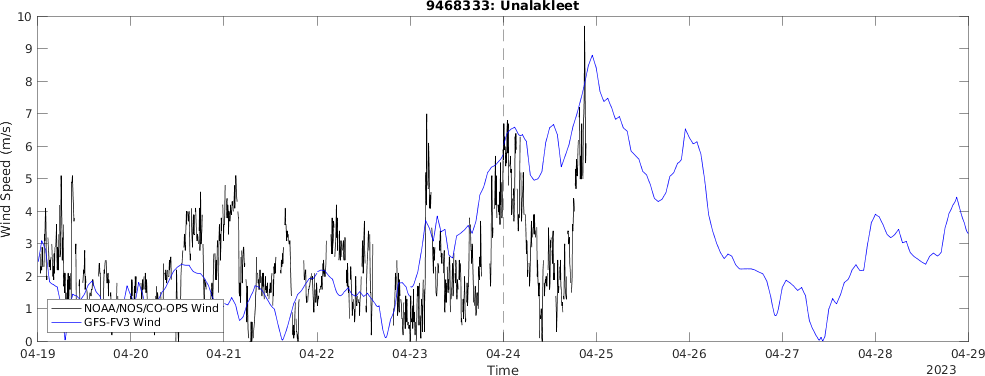 9468333: Unalakleet
Wind Speed (m/s)
10
9
8
7
6
5
4
3
2
1
0
NOAA/NOS/CO-OPS Wind
GFS-FV3 Wind
04-19 04-20 04-21 04-22 04-23 04-24 04-25 04-26 04-27 04-28 04-29
Time
2023